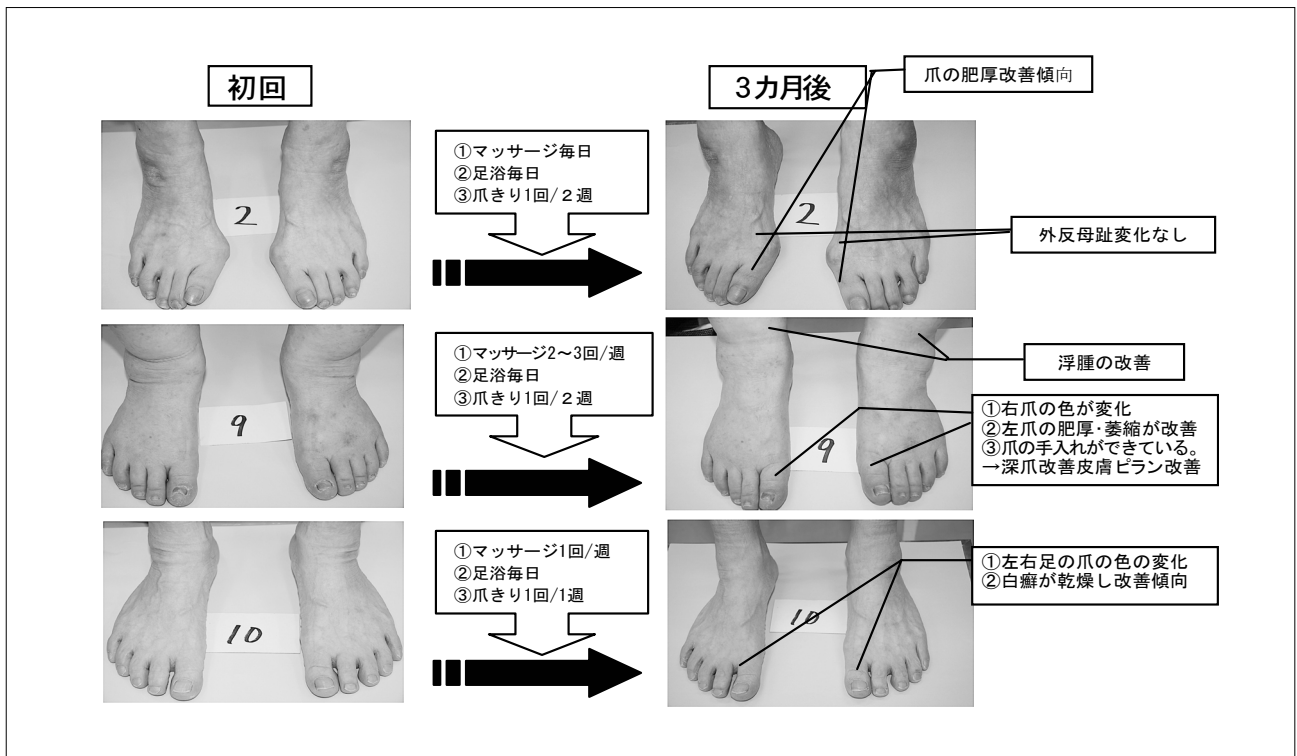 初回
3カ月後
爪の肥厚改善傾向
①マッサージ毎日
②足浴毎日
③爪きり1回/2週
2
2
外反母趾変化なし
①マッサージ2～3回/週
②足浴毎日
③爪きり1回/2週
9
9
浮腫の改善
①右爪の色が変化
②左爪の肥厚・萎縮が改善
③爪の手入れができている。
→深爪改善皮膚ビラン改善
①マッサージ1回/週
②足浴毎日
③爪きり1回/1週
10
10
①左右足の爪の色の変化
②白癬が乾燥し改善傾向